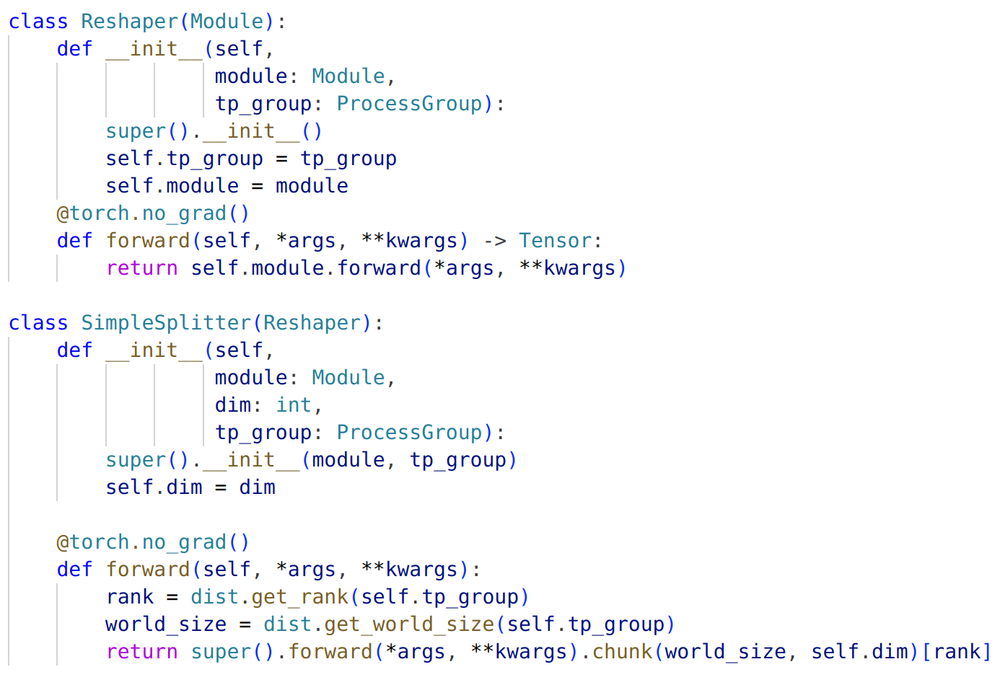 class Reshaper(Module):
    def __init__(self,
                 module: Module,
                 tp_group: ProcessGroup):
        super().__init__()
        self.tp_group = tp_group
        self.module = module
    @torch.no_grad()
    def forward(self, *args, **kwargs) -> Tensor:
        return self.module.forward(*args, **kwargs)

class SimpleSplitter(Reshaper):
    def __init__(self,
                 module: Module,
                 dim: int,
                 tp_group: ProcessGroup):
        super().__init__(module, tp_group)
        self.dim = dim

    @torch.no_grad()
    def forward(self, *args, **kwargs):
        rank = dist.get_rank(self.tp_group)
        world_size = dist.get_world_size(self.tp_group)
        return super().forward(*args, **kwargs).chunk(world_size, self.dim)[rank]